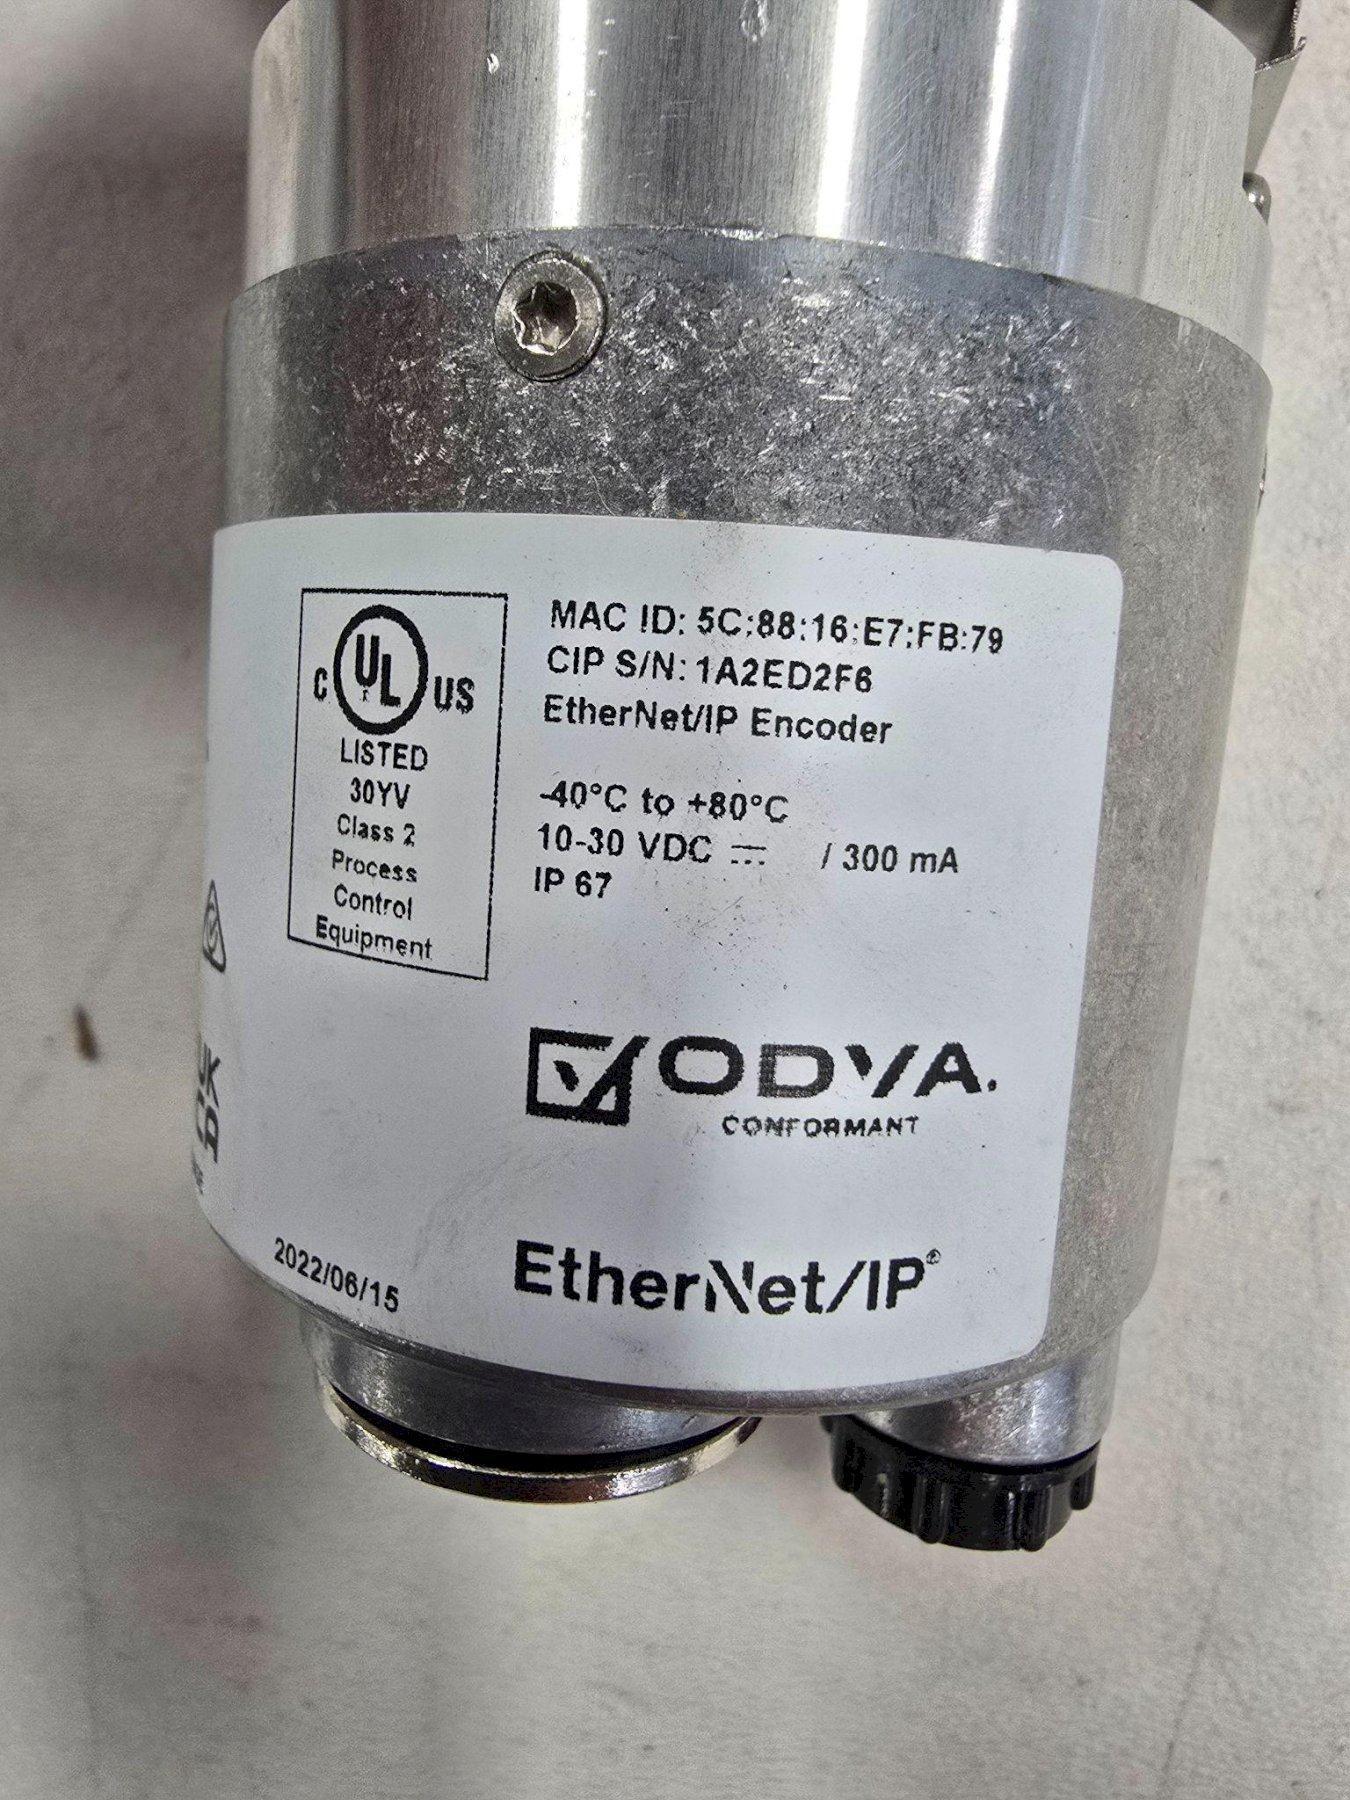 MAC ID: 5C:88:16:E7:FB:79
CIP S/N: 1A2ED2F6
EtherNet/IP Encoder
-40°C to +80°C
10-30 VDC ⎓ / 300 mA
IP 67
C UL US
LISTED
30YV
Class 2
Process
Control
Equipment
UK
CA
ODVA.
CONFORMANT
2022/06/15
EtherNet/IP®